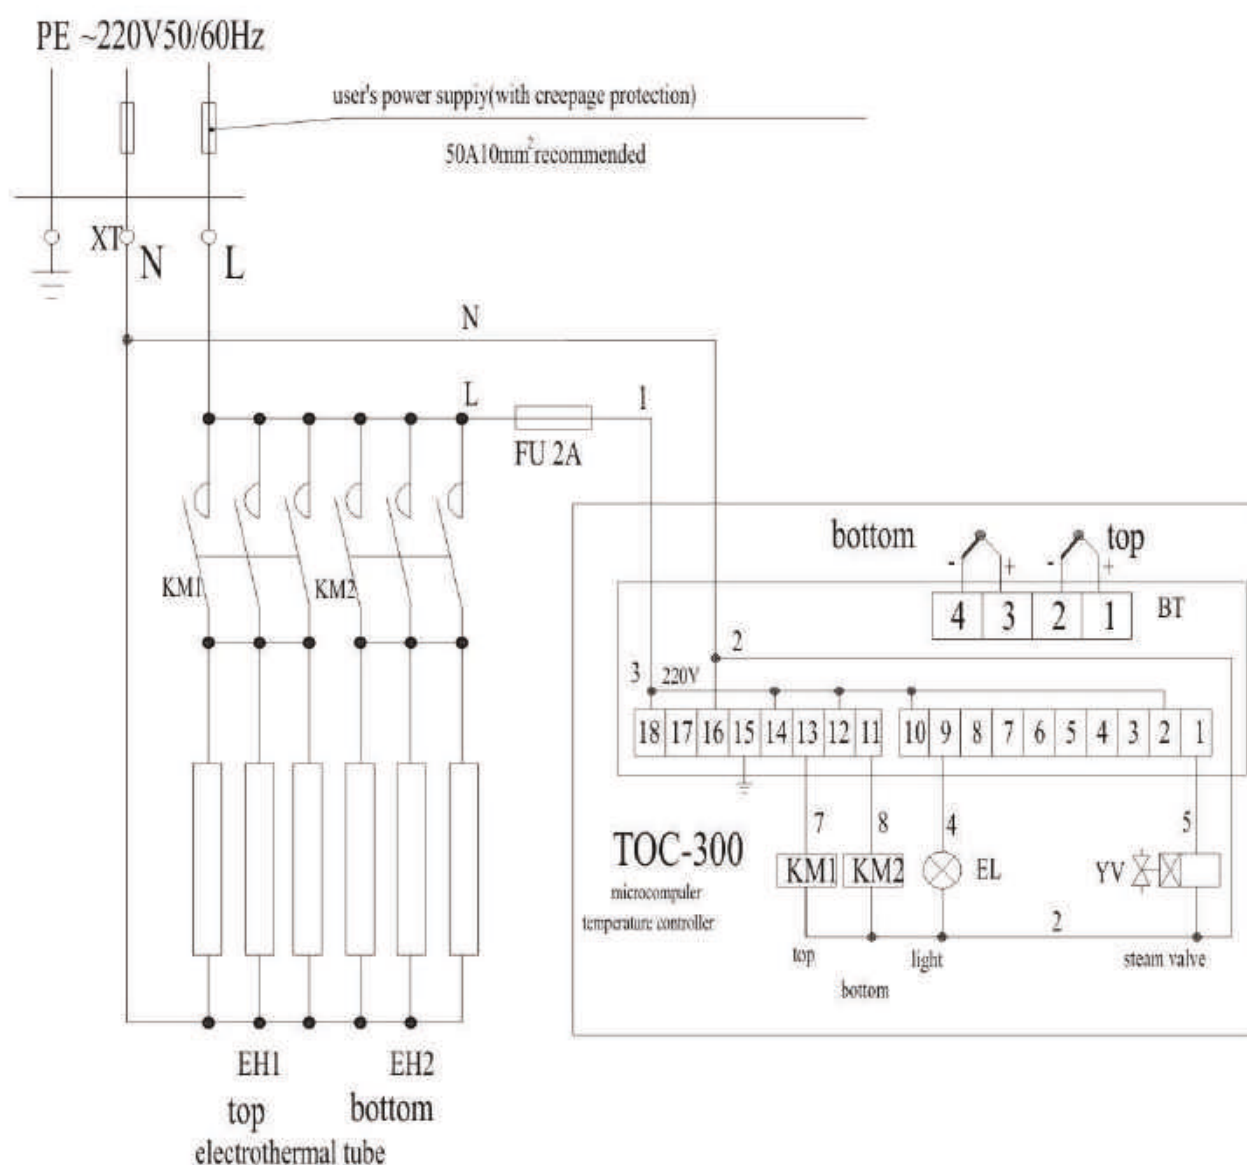 PE ~220V50/60Hz
user's power suppiy(with creepage protection)
50A10mm² recommended
XT N L
N
L 1
FU 2A
KM1 KM2
bottom top
- + - +
4 3 2 1 BT
2
3 220V
18 17 16 15 14 13 12 11 10 9 8 7 6 5 4 3 2 1
7 8 4 5
TOC-300
KM1 KM2 EL YV
microcompuler
temperature controller
2
top light steam valve
bottom
EH1 EH2
top bottom
electrothermal tube